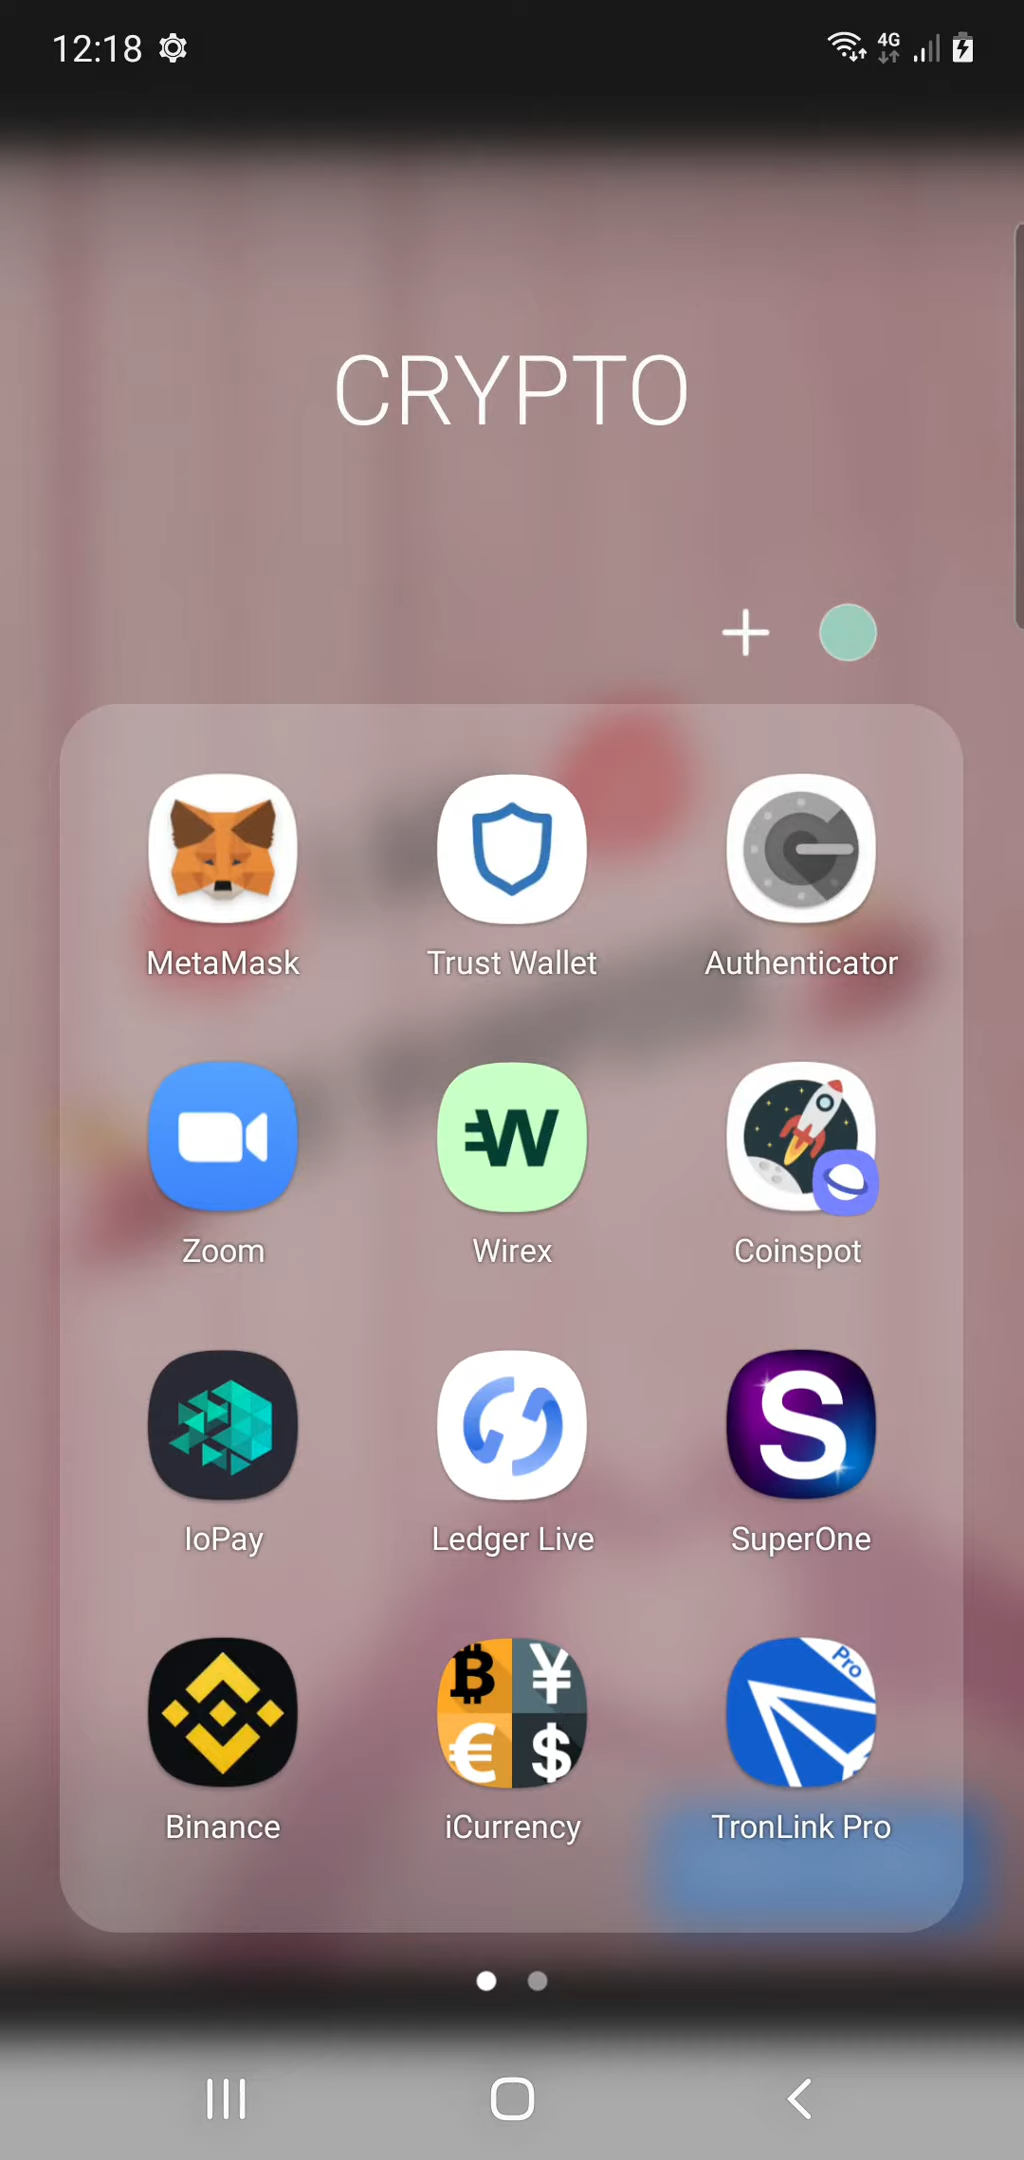 12:18
4G
CRYPTO
MetaMask
Trust Wallet
Authenticator
Zoom
W
Wirex
Coinspot
IoPay
Ledger Live
S
SuperOne
Binance
₿ ¥
€ $
iCurrency
Pro
TronLink Pro